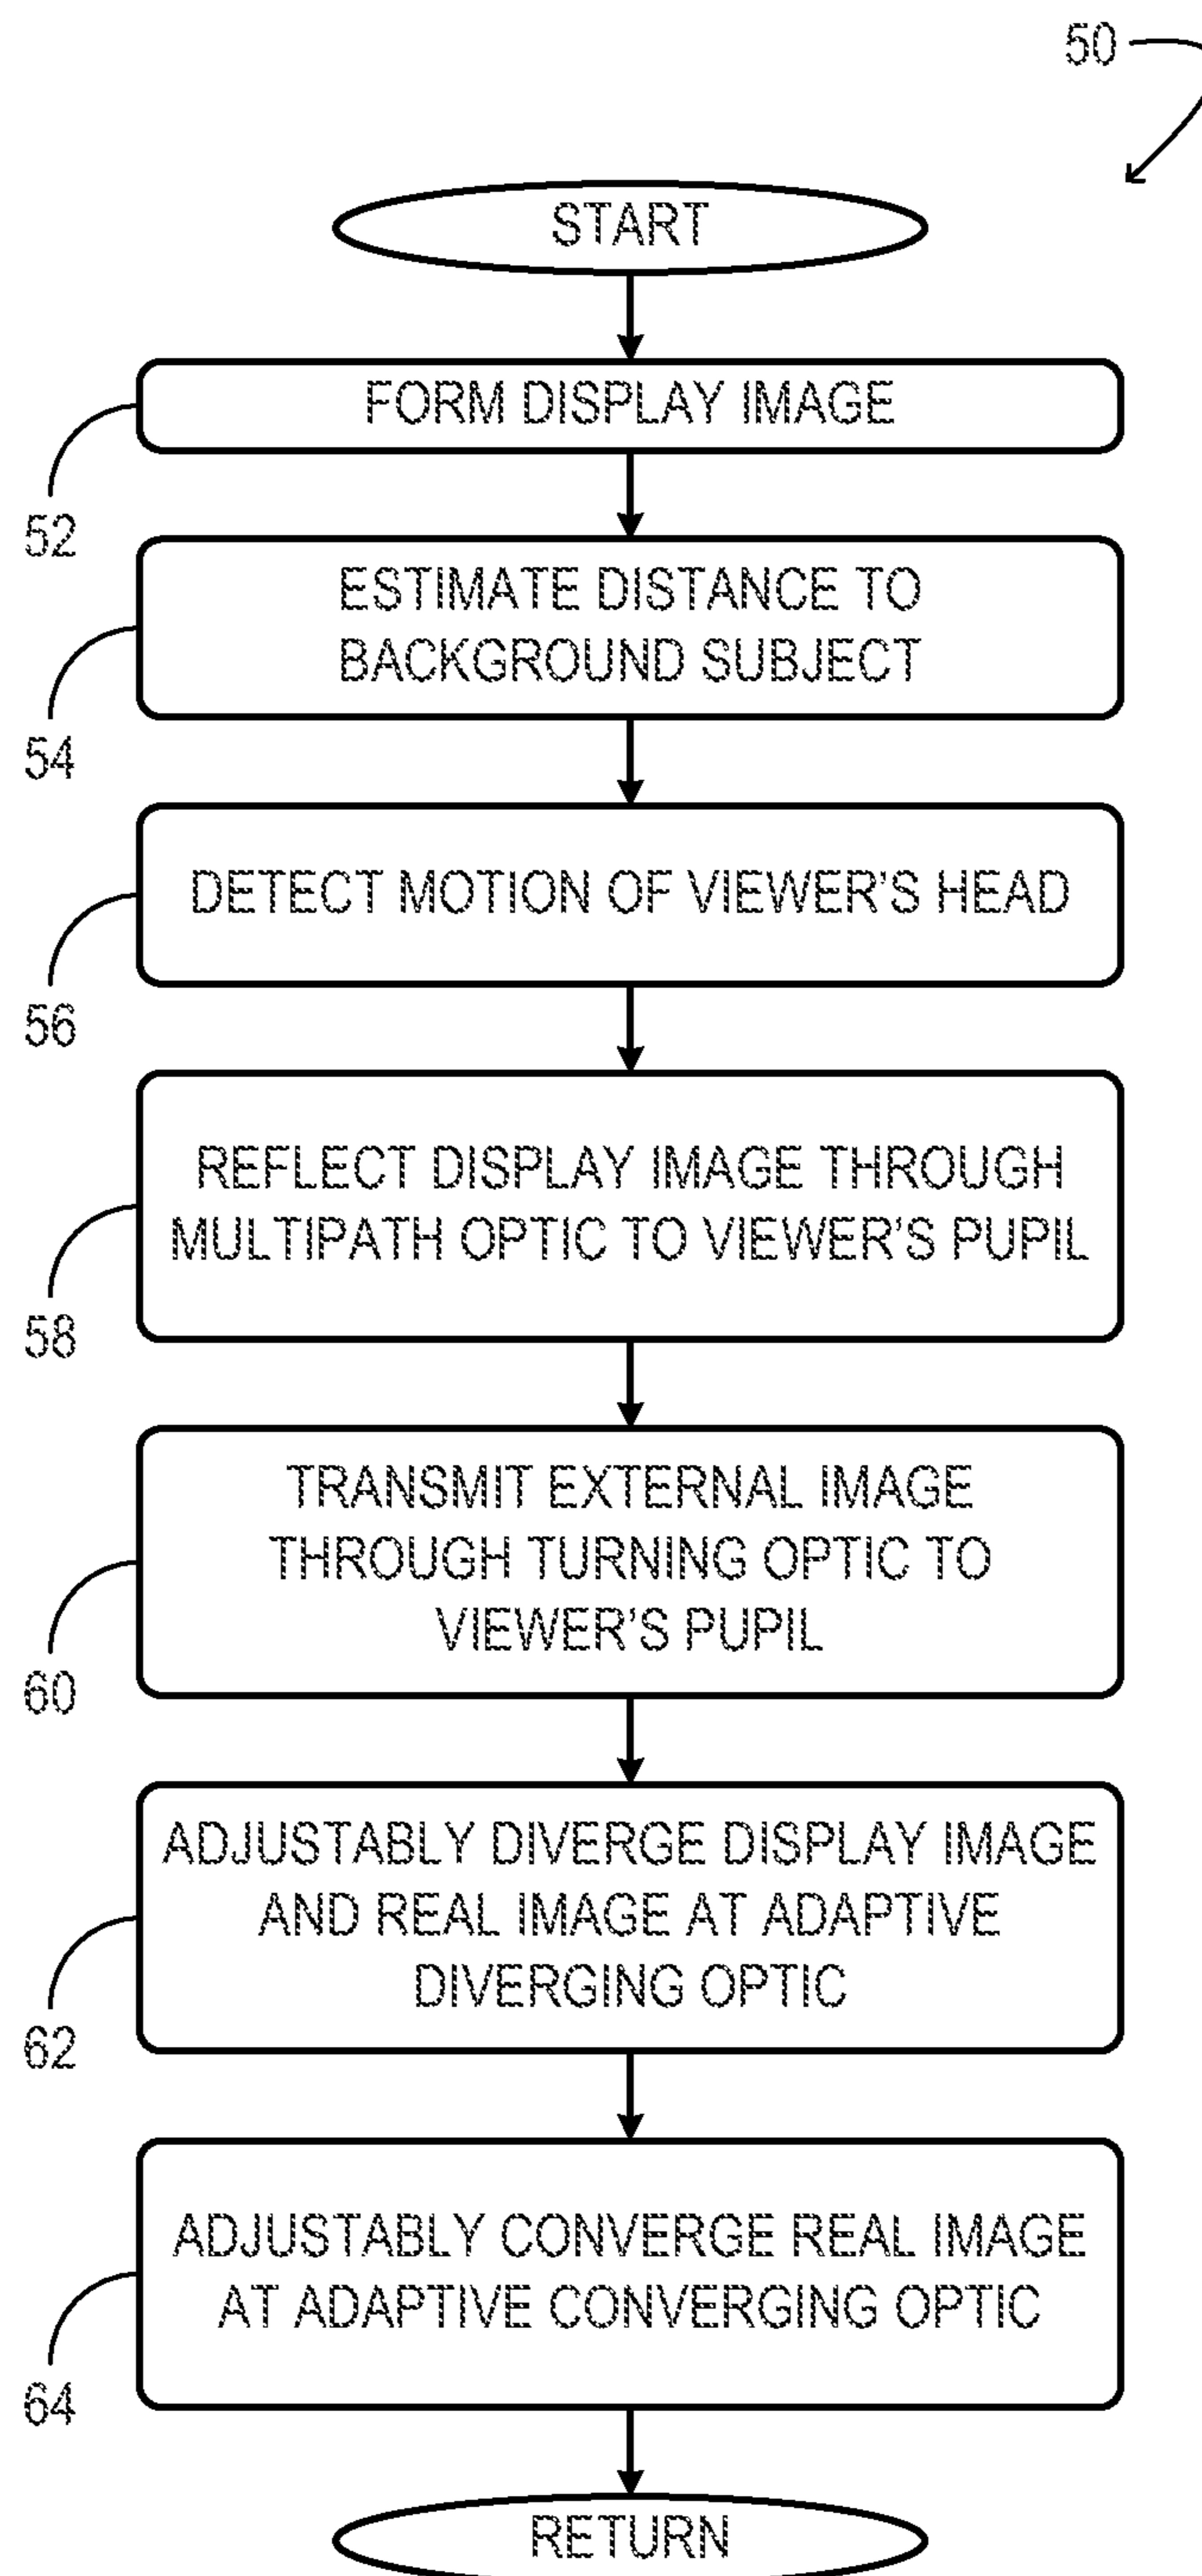 50
START
FORM DISPLAY IMAGE
52
ESTIMATE DISTANCE TO
BACKGROUND SUBJECT
54
DETECT MOTION OF VIEWER'S HEAD
56
REFLECT DISPLAY IMAGE THROUGH
MULTIPATH OPTIC TO VIEWER'S PUPIL
58
TRANSMIT EXTERNAL IMAGE
THROUGH TURNING OPTIC TO
VIEWER'S PUPIL
60
ADJUSTABLY DIVERGE DISPLAY IMAGE
AND REAL IMAGE AT ADAPTIVE
DIVERGING OPTIC
62
ADJUSTABLY CONVERGE REAL IMAGE
AT ADAPTIVE CONVERGING OPTIC
64
RETURN